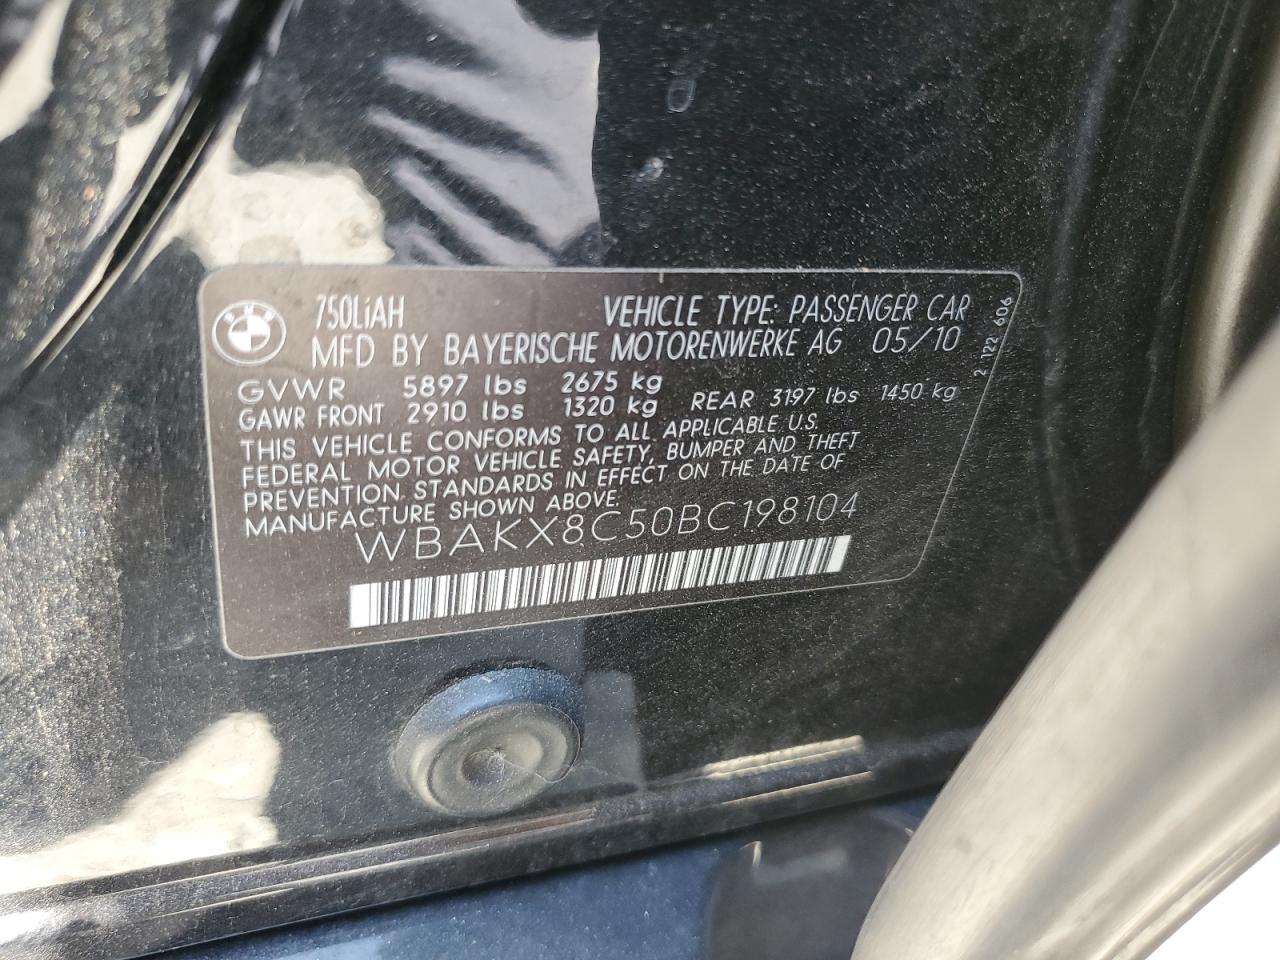 BMW
750LiAH VEHICLE TYPE: PASSENGER CAR
MFD BY BAYERISCHE MOTORENWERKE AG 05/10
GVWR 5897 lbs 2675 kg
GAWR FRONT 2910 lbs 1320 kg REAR 3197 lbs 1450 kg
THIS VEHICLE CONFORMS TO ALL APPLICABLE U.S.
FEDERAL MOTOR VEHICLE SAFETY, BUMPER AND THEFT
PREVENTION STANDARDS IN EFFECT ON THE DATE OF
MANUFACTURE SHOWN ABOVE.
WBAKX8C50BC198104
2 122 606